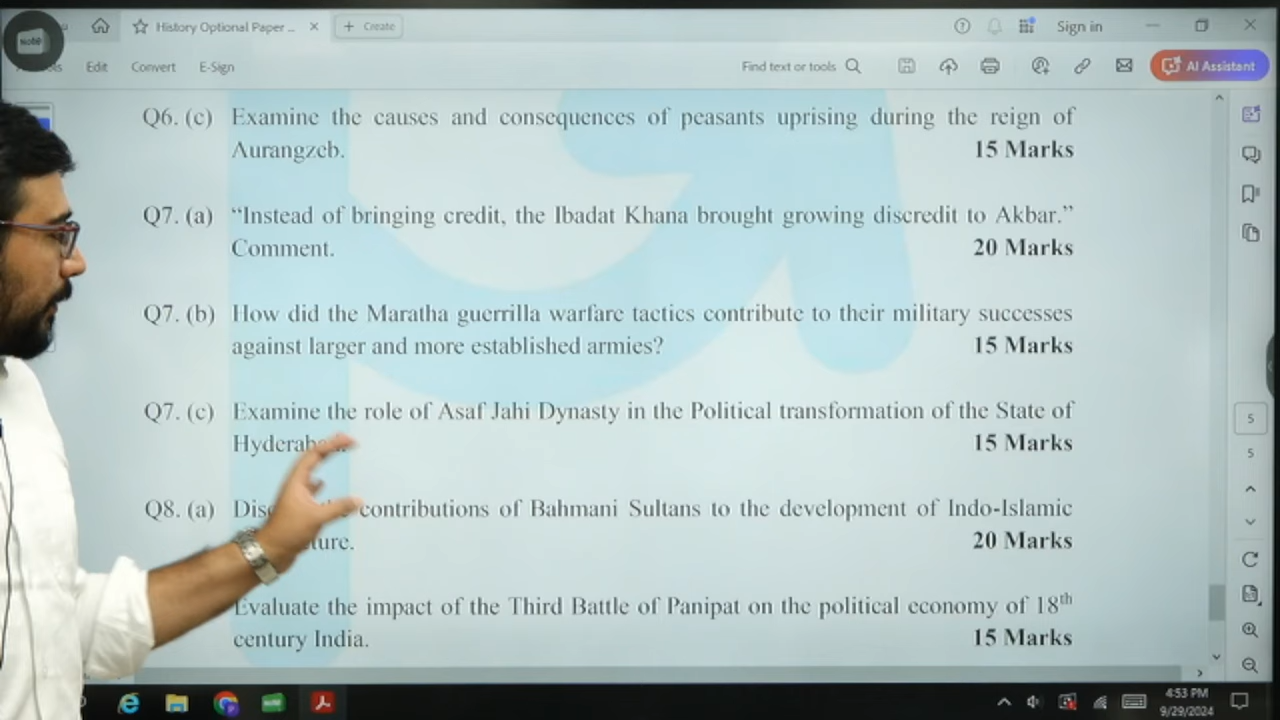 Note
History Optional Paper ...
Create
Sign in
Edit
Convert
E-Sign
Find text or tools
AI Assistant
Q6. (c) Examine the causes and consequences of peasants uprising during the reign of
Aurangzeb. 15 Marks
Q7. (a) “Instead of bringing credit, the Ibadat Khana brought growing discredit to Akbar.”
Comment. 20 Marks
Q7. (b) How did the Maratha guerrilla warfare tactics contribute to their military successes
against larger and more established armies? 15 Marks
Q7. (c) Examine the role of Asaf Jahi Dynasty in the Political transformation of the State of
15 Marks
Q8. (a) contributions of Bahmani Sultans to the development of Indo-Islamic
20 Marks
Evaluate the impact of the Third Battle of Panipat on the political economy of 18th
century India. 15 Marks
5
5
4:53 PM
9/29/2024